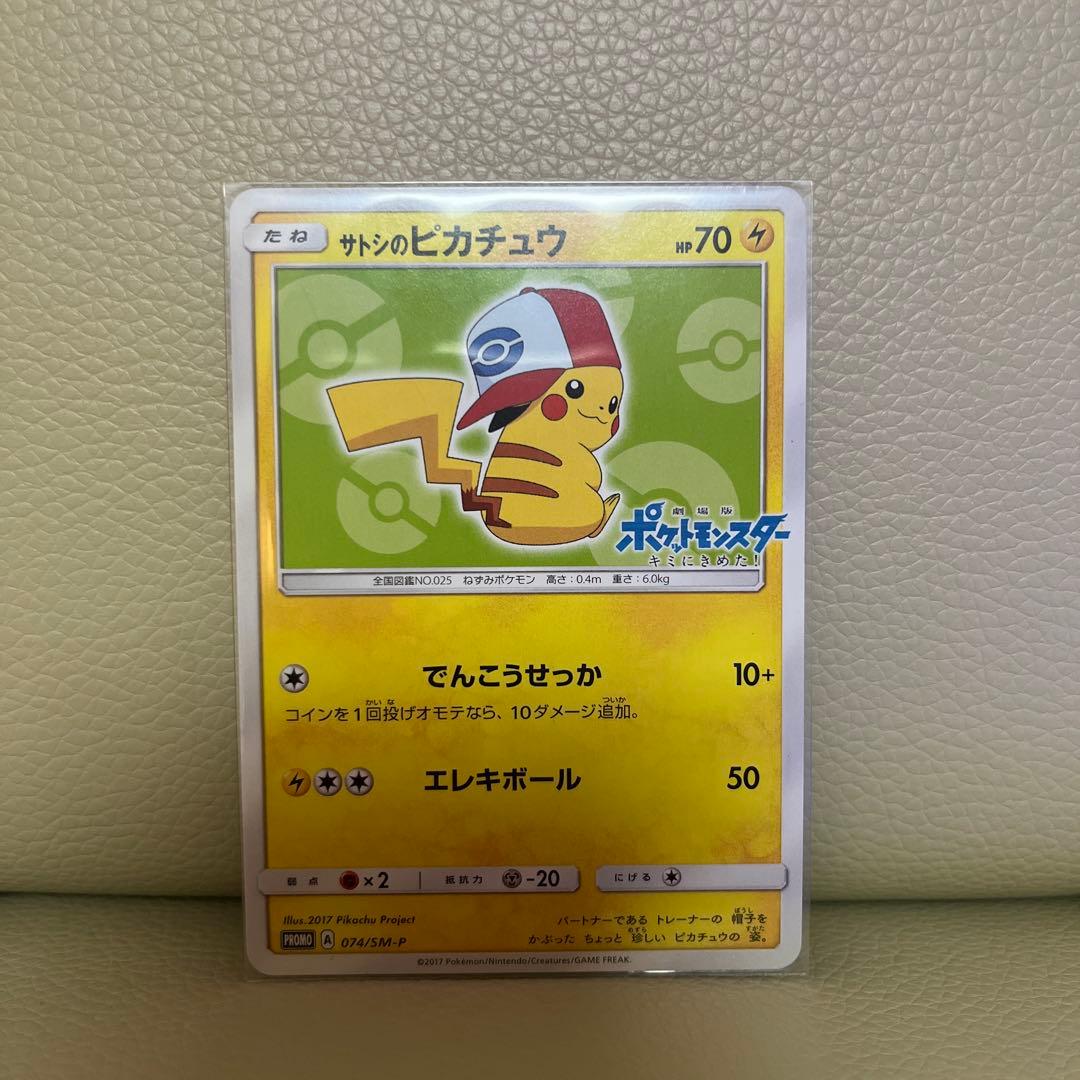 たね サトシのピカチュウ HP70
劇場版
ポケットモンスター
キミにきめた!
全国図鑑NO.025 ねずみポケモン 高さ:0.4m 重さ:6.0kg
でんこうせっか 10+
コインを1回投げオモテなら、10ダメージ追加。
エレキボール 50
弱点 ×2 抵抗力 -20 にげる
Illus.2017 Pikachu Project
PROMO A 074/SM-P
パートナーである トレーナーの 帽子を
かぶった ちょっと 珍しい ピカチュウの 姿。
©2017 Pokémon/Nintendo/Creatures/GAME FREAK.